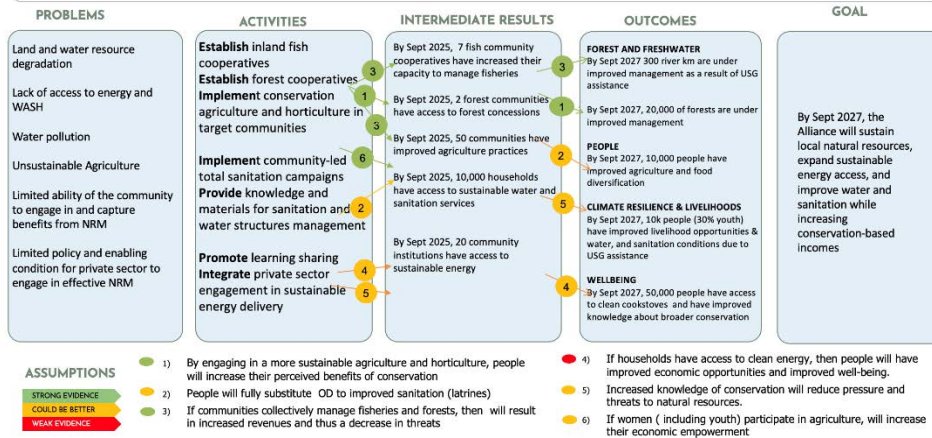 PROBLEMS
Land and water resource
degradation
Lack of access to energy and
WASH
Water pollution
Unsustainable Agriculture
Limited ability of the community
to engage in and capture
benefits from NRM
Limited policy and enabling
condition for private sector to
engage in effective NRM
ACTIVITIES
Establish inland fish
cooperatives
Establish forest cooperatives
Implement conservation
agriculture and horticulture in
target communities
Implement community-led
total sanitation campaigns
Provide knowledge and
materials for sanitation and
water structures management
Promote learning sharing
Integrate private sector
engagement in sustainable
energy delivery
3
1
3
6
2
4
5
INTERMEDIATE RESULTS
By Sept 2025, 7 fish community
cooperatives have increased their
capacity to manage fisheries
By Sept 2025, 2 forest communities
have access to forest concessions
By Sept 2025, 50 communities have
improved agriculture practices
By Sept 2025, 10,000 households
have access to sustainable water and
sanitation services
By Sept 2025, 20 community
institutions have access to
sustainable energy
3
1
2
5
4
OUTCOMES
FOREST AND FRESHWATER
By Sept 2027 300 river km are under
improved management as a result of USG
assistance
By Sept 2027, 20,000 of forests are under
improved management
PEOPLE
By Sept 2027, 10,000 people have
improved agriculture and food
diversification
CLIMATE RESILIENCE & LIVELIHOODS
By Sept 2027, 10k people (30% youth)
have improved livelihood opportunities &
water, and sanitation conditions due to
USG assistance
WELLBEING
By Sept 2027, 50,000 people have access
to clean cookstoves and have improved
knowledge about broader conservation
GOAL
By Sept 2027, the
Alliance will sustain
local natural resources,
expand sustainable
energy access, and
improve water and
sanitation while
increasing
conservation-based
incomes
ASSUMPTIONS
STRONG EVIDENCE
COULD BE BETTER
WEAK EVIDENCE
1) By engaging in a more sustainable agriculture and horticulture, people
will increase their perceived benefits of conservation
2) People will fully substitute OD to improved sanitation (latrines)
3) If communities collectively manage fisheries and forests, then will result
in increased revenues and thus a decrease in threats
4) If households have access to clean energy, then people will have
improved economic opportunities and improved well-being.
5) Increased knowledge of conservation will reduce pressure and
threats to natural resources.
6) If women ( including youth) participate in agriculture, will increase
their economic empowerment